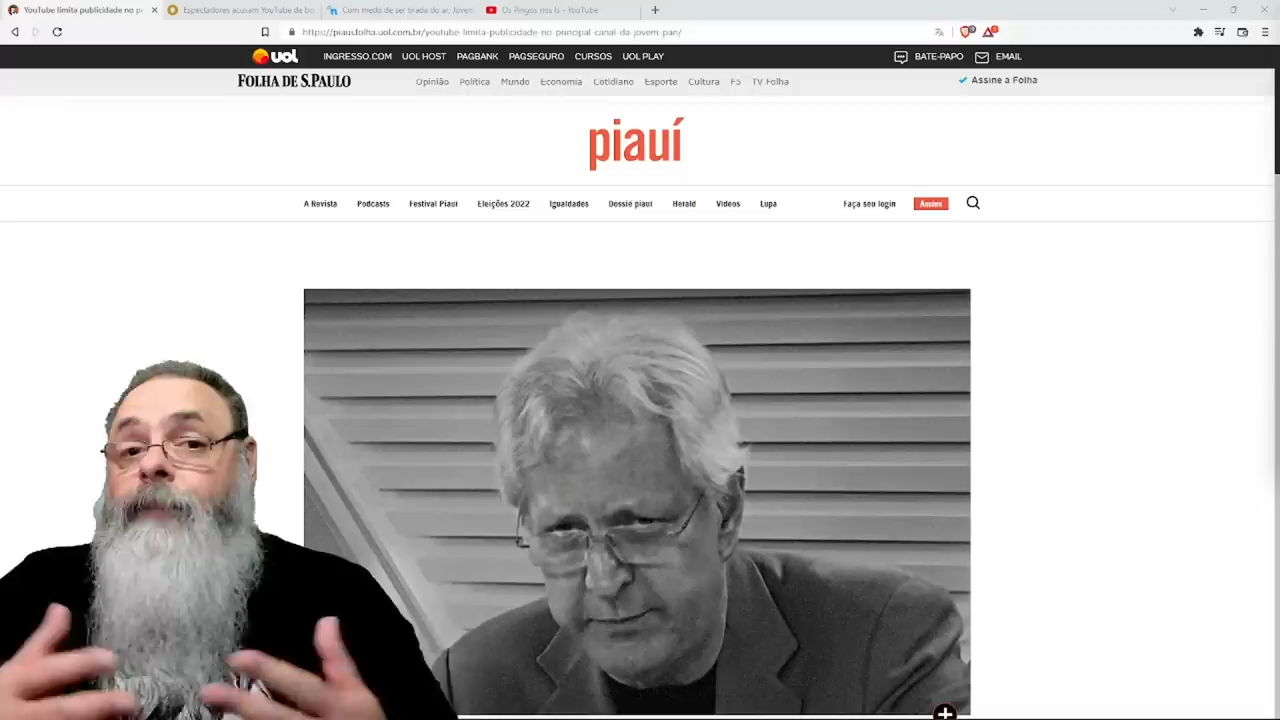 YouTube limita publicidade no p
Espectadores acusam YouTube de bo
Com medo de ser tirada do ar, Jovem
Os Pingos nos Is - YouTube
https://piaui.folha.uol.com.br/youtube-limita-publicidade-no-principal-canal-da-jovem-pan/
UOL
INGRESSO.COM UOL HOST PAGBANK PAGSEGURO CURSOS UOL PLAY
BATE-PAPO EMAIL
FOLHA DE S.PAULO
Opinião Política Mundo Economia Cotidiano Esporte Cultura F5 TV Folha
Assine a Folha
piauí
A Revista Podcasts Festival Piauí Eleições 2022 Igualdades Dossiê piauí Herald Vídeos Lupa
Faça seu login Assine